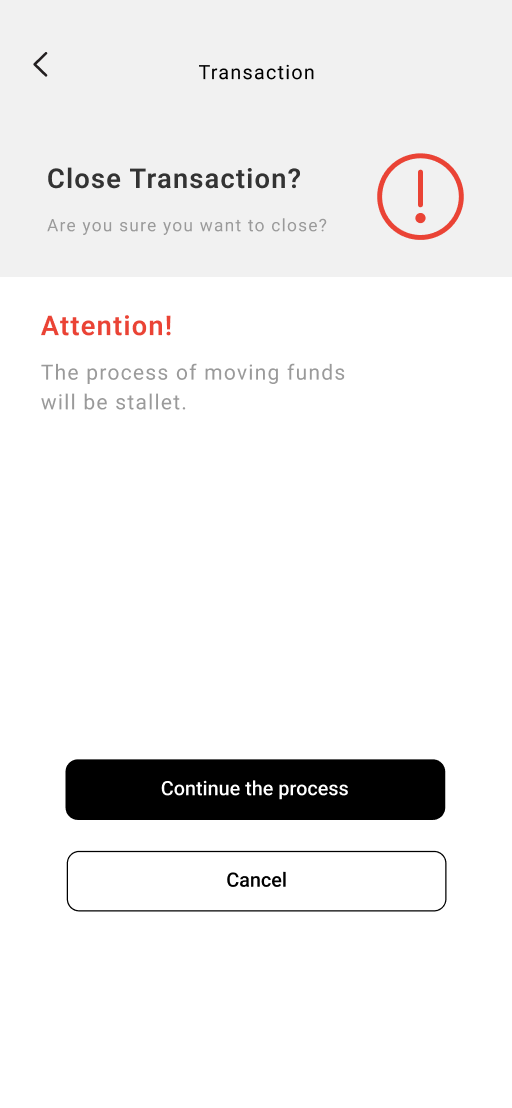 Transaction
Close Transaction?
Are you sure you want to close?
Attention!
The process of moving funds
will be stallet.
Continue the process
Cancel